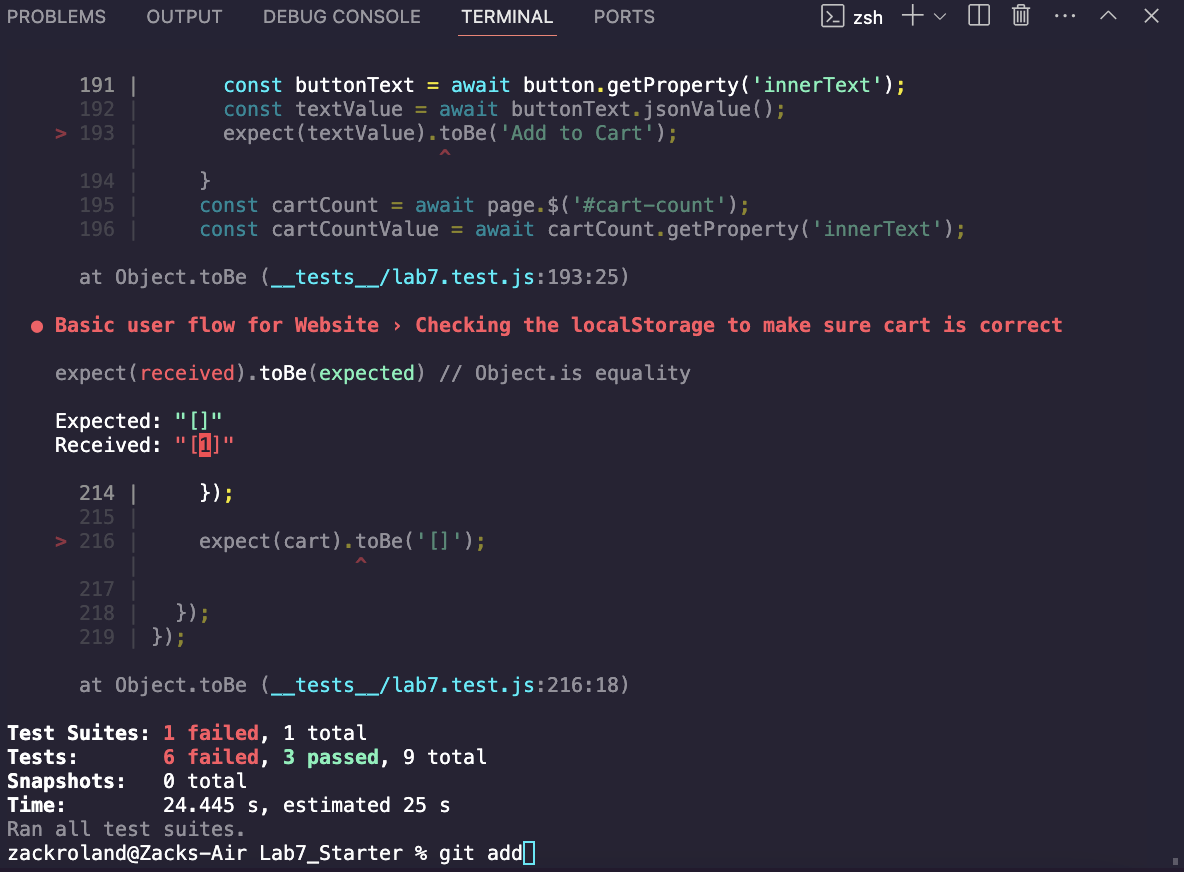 PROBLEMS OUTPUT DEBUG CONSOLE TERMINAL PORTS zsh
191 | const buttonText = await button.getProperty('innerText');
192 | const textValue = await buttonText.jsonValue();
> 193 | expect(textValue).toBe('Add to Cart');
| ^
194 | }
195 | const cartCount = await page.$('#cart-count');
196 | const cartCountValue = await cartCount.getProperty('innerText');
at Object.toBe (__tests__/lab7.test.js:193:25)
● Basic user flow for Website › Checking the localStorage to make sure cart is correct
expect(received).toBe(expected) // Object.is equality
Expected: "[]"
Received: "[1]"
214 | });
215 |
> 216 | expect(cart).toBe('[]');
| ^
217 |
218 | });
219 | });
at Object.toBe (__tests__/lab7.test.js:216:18)
Test Suites: 1 failed, 1 total
Tests: 6 failed, 3 passed, 9 total
Snapshots: 0 total
Time: 24.445 s, estimated 25 s
Ran all test suites.
zackroland@Zacks-Air Lab7_Starter % git add